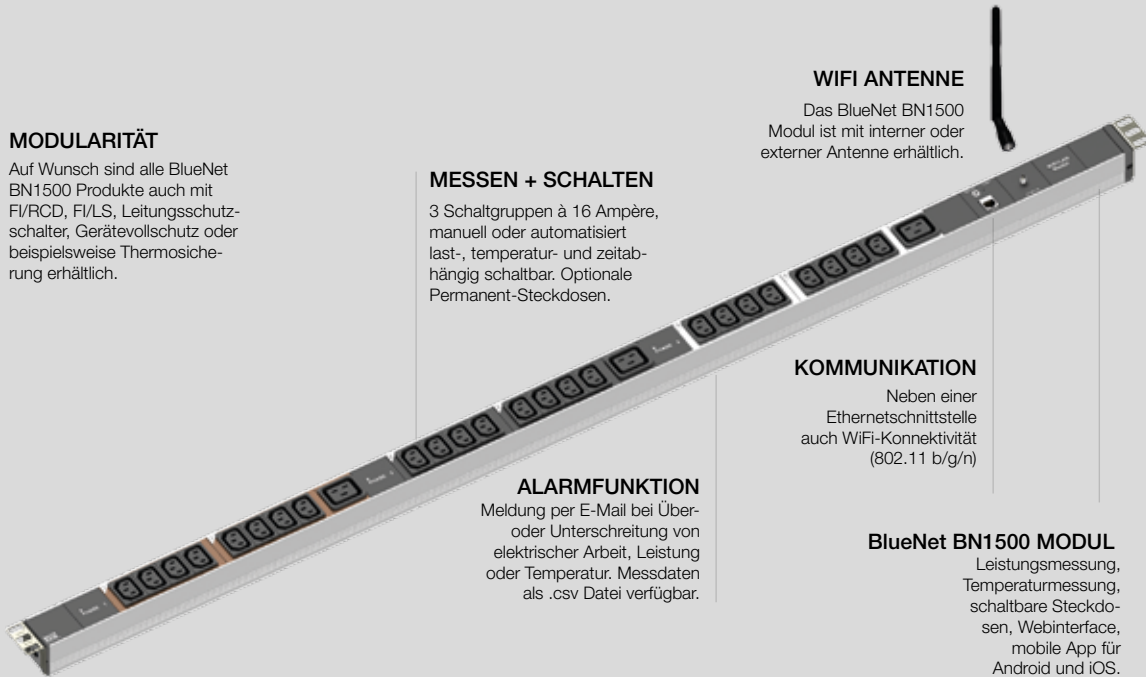 MODULARITÄT
Auf Wunsch sind alle BlueNet
BN1500 Produkte auch mit
FI/RCD, FI/LS, Leitungsschutz-
schalter, Gerätevollschutz oder
beispielsweise Thermosiche-
rung erhältlich.
MESSEN + SCHALTEN
3 Schaltgruppen à 16 Ampère,
manuell oder automatisiert
last-, temperatur- und zeitab-
hängig schaltbar. Optionale
Permanent-Steckdosen.
WIFI ANTENNE
Das BlueNet BN1500
Modul ist mit interner oder
externer Antenne erhältlich.
KOMMUNIKATION
Neben einer
Ethernetschnittstelle
auch WiFi-Konnektivität
(802.11 b/g/n)
ALARMFUNKTION
Meldung per E-Mail bei Über-
oder Unterschreitung von
elektrischer Arbeit, Leistung
oder Temperatur. Messdaten
als .csv Datei verfügbar.
BlueNet BN1500 MODUL
Leistungsmessung,
Temperaturmessung,
schaltbare Steckdo-
sen, Webinterface,
mobile App für
Android und iOS.